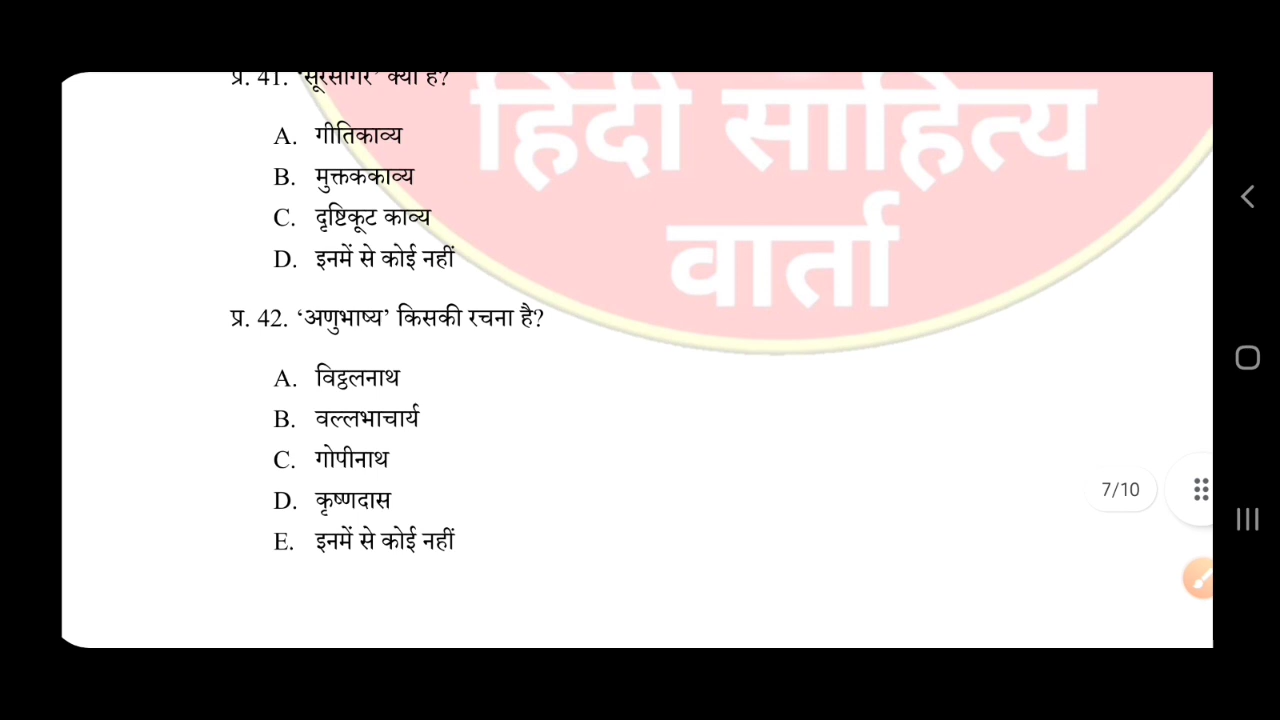 प्र. 41. ‘सूरसागर’ क्या है?
हिंदी साहित्य
वार्ता
A. गीतिकाव्य
B. मुक्तककाव्य
C. दृष्टिकूट काव्य
D. इनमें से कोई नहीं
प्र. 42. ‘अणुभाष्य’ किसकी रचना है?
A. विट्ठलनाथ
B. वल्लभाचार्य
C. गोपीनाथ
D. कृष्णदास
E. इनमें से कोई नहीं
7/10